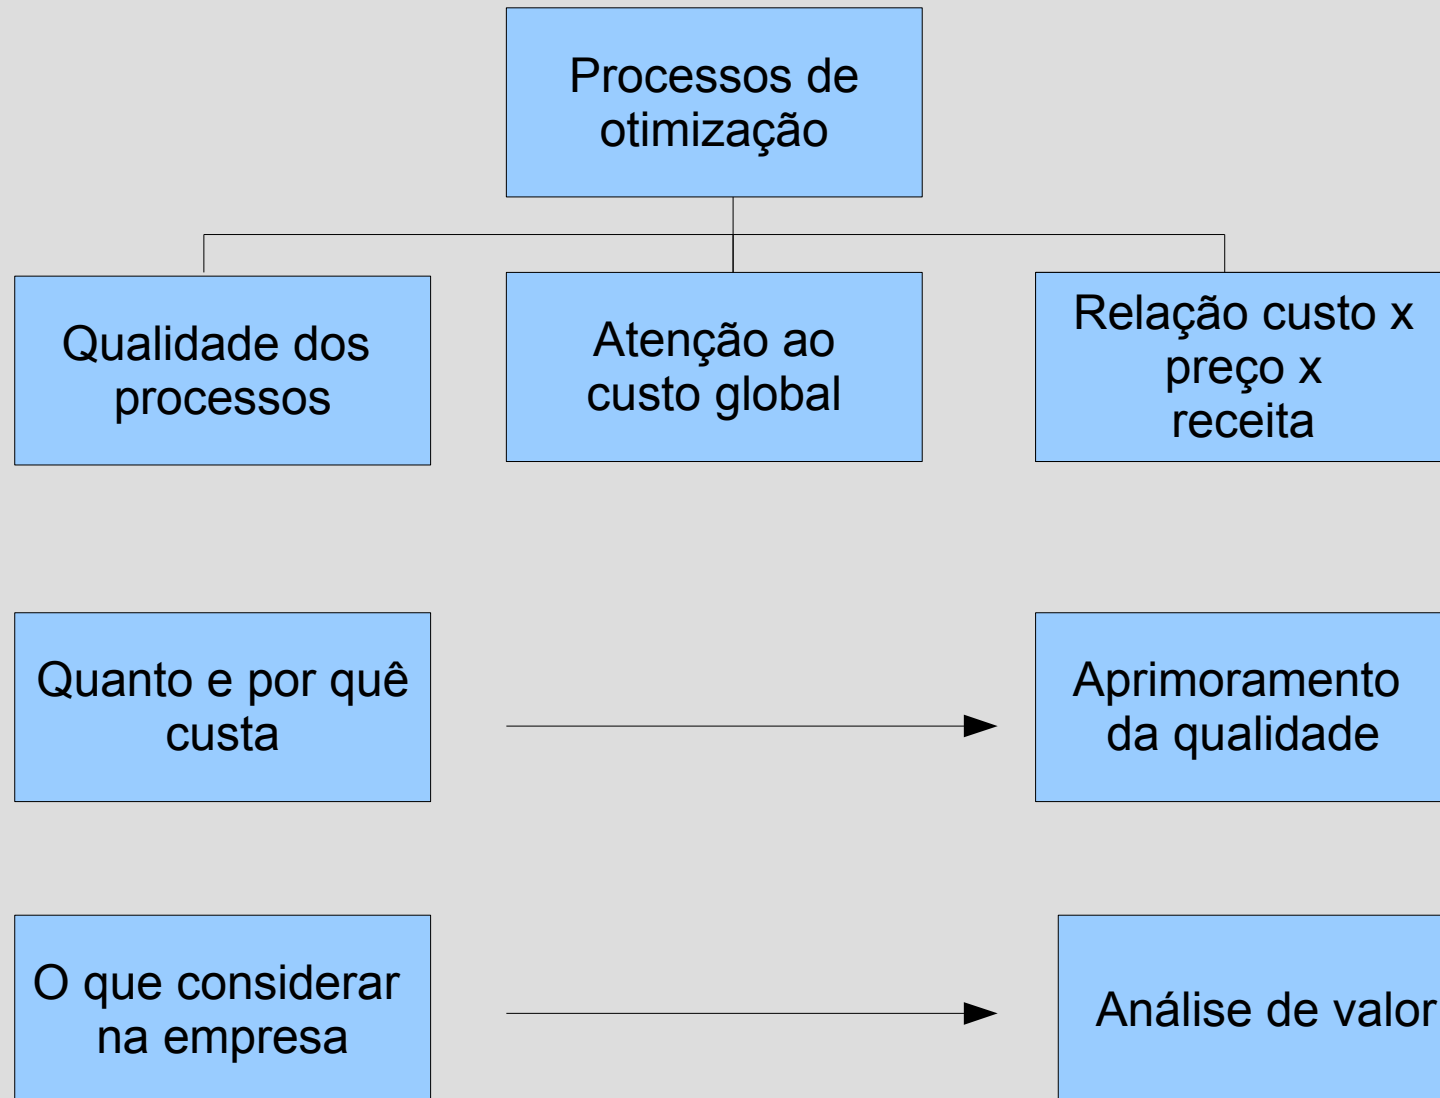 Processos de
otimização
Qualidade dos
processos
Atenção ao
custo global
Relação custo x
preço x
receita
Quanto e por quê
custa
Aprimoramento
da qualidade
O que considerar
na empresa
Análise de valor